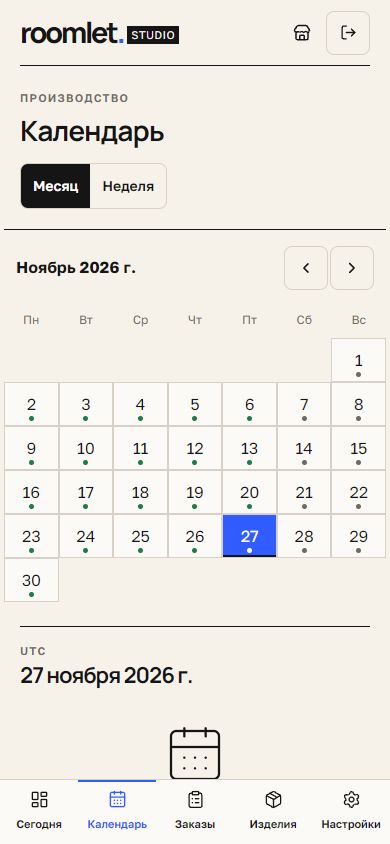 roomlet. STUDIO
ПРОИЗВОДСТВО
Календарь
Месяц Неделя
Ноябрь 2026 г.
Пн Вт Ср Чт Пт Сб Вс
1
2 3 4 5 6 7 8
9 10 11 12 13 14 15
16 17 18 19 20 21 22
23 24 25 26 27 28 29
30
UTC
27 ноября 2026 г.
Сегодня Календарь Заказы Изделия Настройки